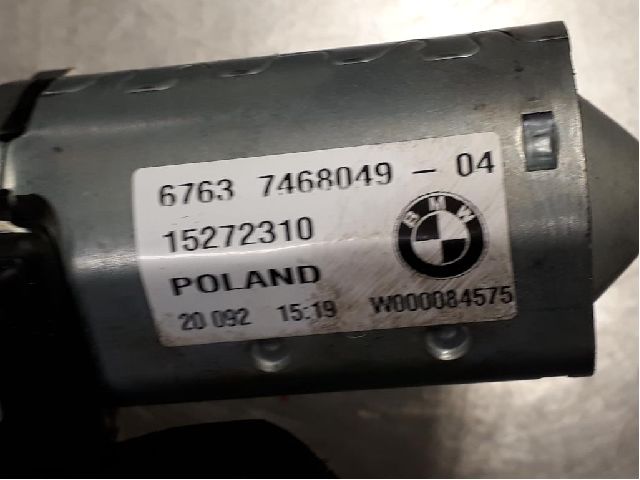 6763 7468049 - 04
15272310
BMW
POLAND
20 092 15:19 W000084575